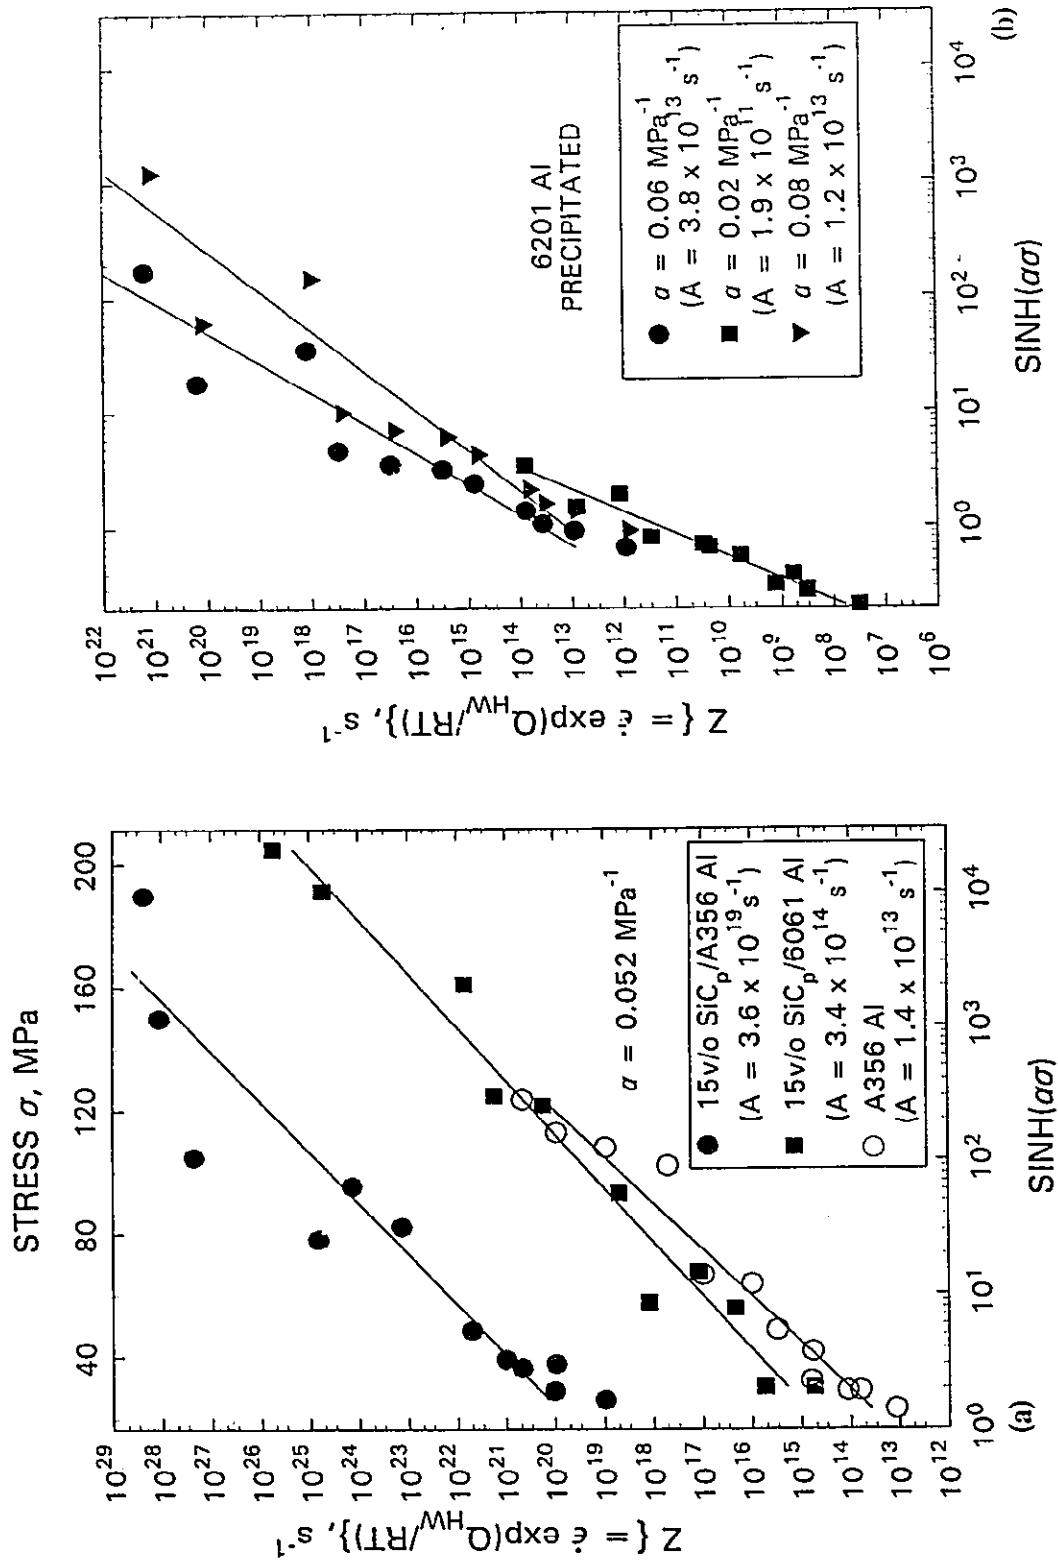 STRESS σ, MPa
40 80 120 160 200
Z { = ε̇ exp(Q_HW/RT)}, s⁻¹
10²⁹
10²⁸
10²⁷
10²⁶
10²⁵
10²⁴
10²³
10²²
10²¹
10²⁰
10¹⁹
10¹⁸
10¹⁷
10¹⁶
10¹⁵
10¹⁴
10¹³
10¹²
α = 0.052 MPa⁻¹
15v/o SiC_p/A356 Al
(A = 3.6 x 10¹⁹ s⁻¹)
15v/o SiC_p/6061 Al
(A = 3.4 x 10¹⁴ s⁻¹)
A356 Al
(A = 1.4 x 10¹³ s⁻¹)
10⁰ 10¹ 10² 10³ 10⁴
(a)
SINH(ασ)
Z { = ε̇ exp(Q_HW/RT)}, s⁻¹
10²²
10²¹
10²⁰
10¹⁹
10¹⁸
10¹⁷
10¹⁶
10¹⁵
10¹⁴
10¹³
10¹²
10¹¹
10¹⁰
10⁹
10⁸
10⁷
10⁶
6201 Al
PRECIPITATED
α = 0.06 MPa⁻¹
(A = 3.8 x 10¹³ s⁻¹)
α = 0.02 MPa⁻¹
(A = 1.9 x 10¹¹ s⁻¹)
α = 0.08 MPa⁻¹
(A = 1.2 x 10¹³ s⁻¹)
10⁰ 10¹ 10² 10³ 10⁴
(b)
SINH(ασ)